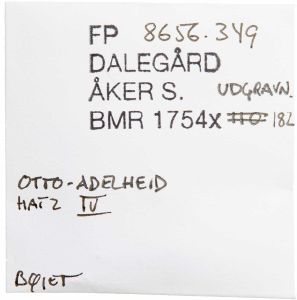 FP 8656.349
DALEGÅRD
ÅKER S. UDGRAVN.
BMR 1754x 182
OTTO-ADELHEID
HATZ IV
BØJET